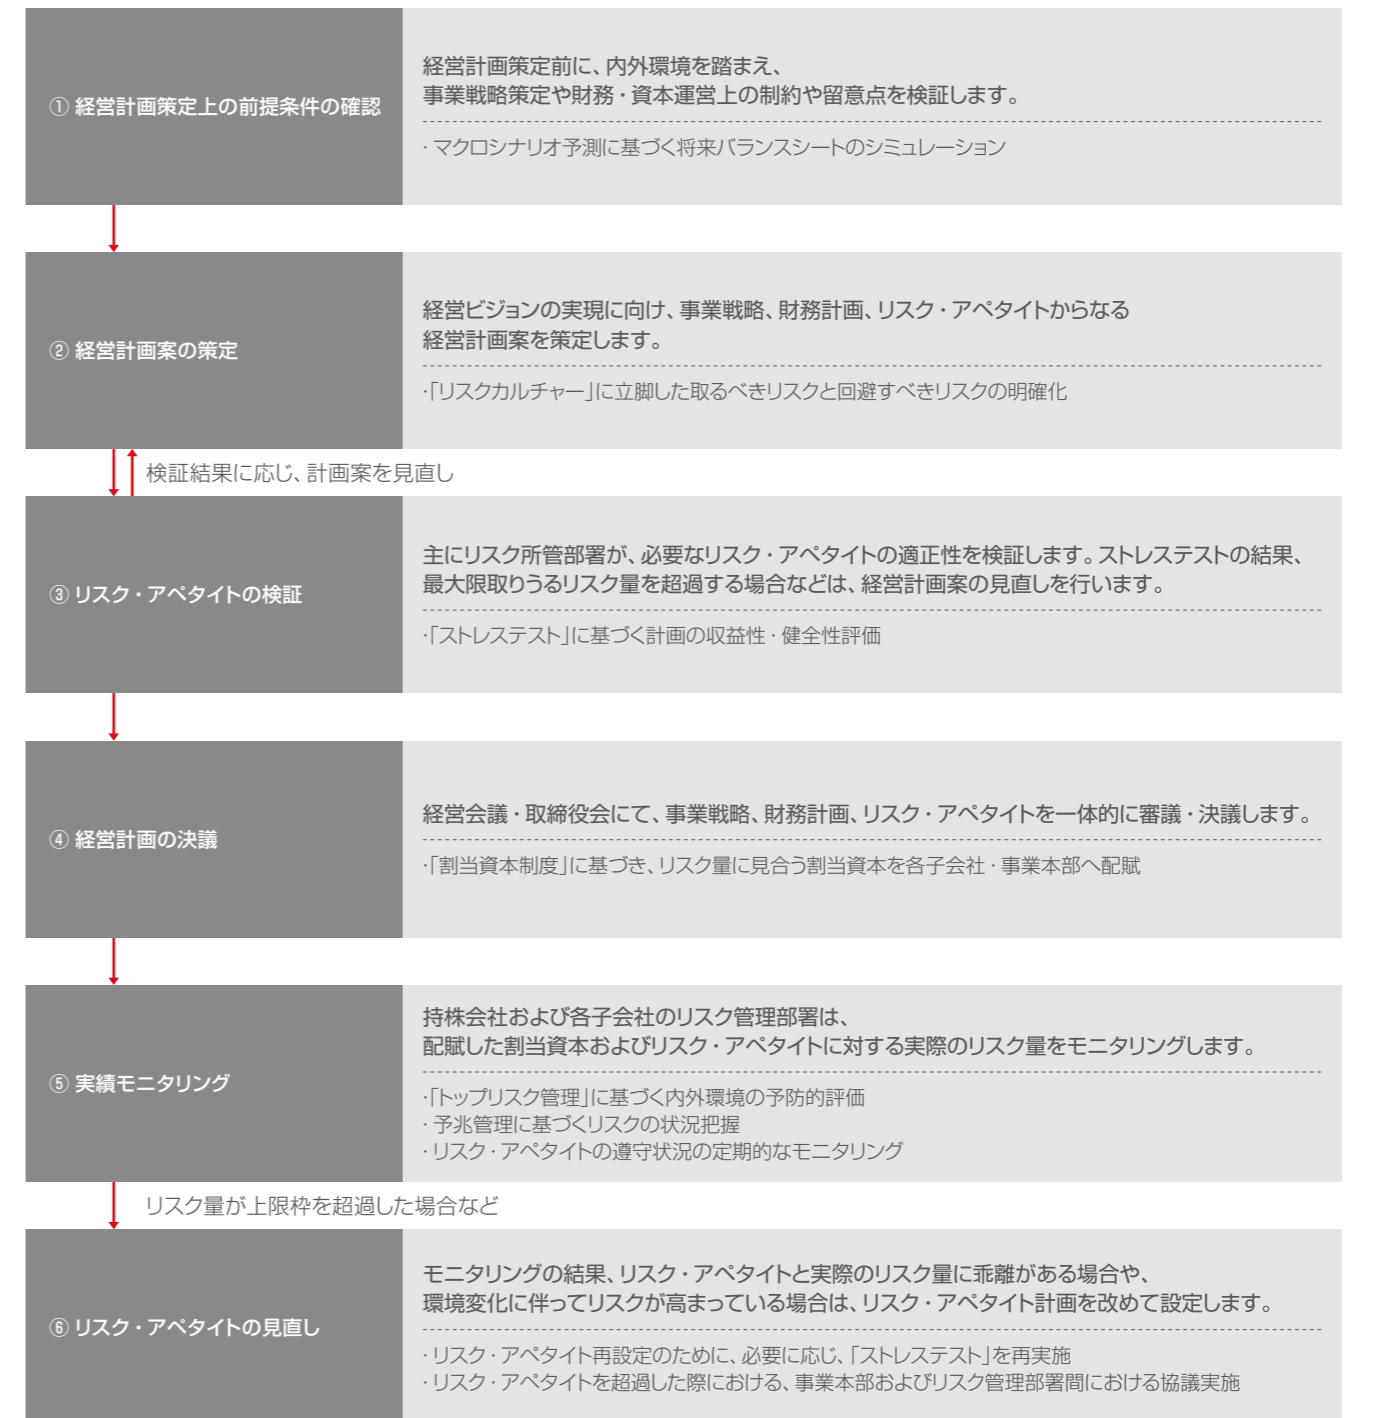 ① 経営計画策定上の前提条件の確認
経営計画策定前に、内外環境を踏まえ、
事業戦略策定や財務・資本運営上の制約や留意点を検証します。
・マクロシナリオ予測に基づく将来バランスシートのシミュレーション
② 経営計画案の策定
経営ビジョンの実現に向け、事業戦略、財務計画、リスク・アペタイトからなる
経営計画案を策定します。
・「リスクカルチャー」に立脚した取るべきリスクと回避すべきリスクの明確化
検証結果に応じ、計画案を見直し
③ リスク・アペタイトの検証
主にリスク所管部署が、必要なリスク・アペタイトの適正性を検証します。ストレステストの結果、
最大限取りうるリスク量を超過する場合などは、経営計画案の見直しを行います。
・「ストレステスト」に基づく計画の収益性・健全性評価
④ 経営計画の決議
経営会議・取締役会にて、事業戦略、財務計画、リスク・アペタイトを一体的に審議・決議します。
・「割当資本制度」に基づき、リスク量に見合う割当資本を各子会社・事業本部へ配賦
⑤ 実績モニタリング
持株会社および各子会社のリスク管理部署は、
配賦した割当資本およびリスク・アペタイトに対する実際のリスク量をモニタリングします。
・「トップリスク管理」に基づく内外環境の予防的評価
・予兆管理に基づくリスクの状況把握
・リスク・アペタイトの遵守状況の定期的なモニタリング
リスク量が上限枠を超過した場合など
⑥ リスク・アペタイトの見直し
モニタリングの結果、リスク・アペタイトと実際のリスク量に乖離がある場合や、
環境変化に伴ってリスクが高まっている場合は、リスク・アペタイト計画を改めて設定します。
・リスク・アペタイト再設定のために、必要に応じ、「ストレステスト」を再実施
・リスク・アペタイトを超過した際における、事業本部およびリスク管理部署間における協議実施